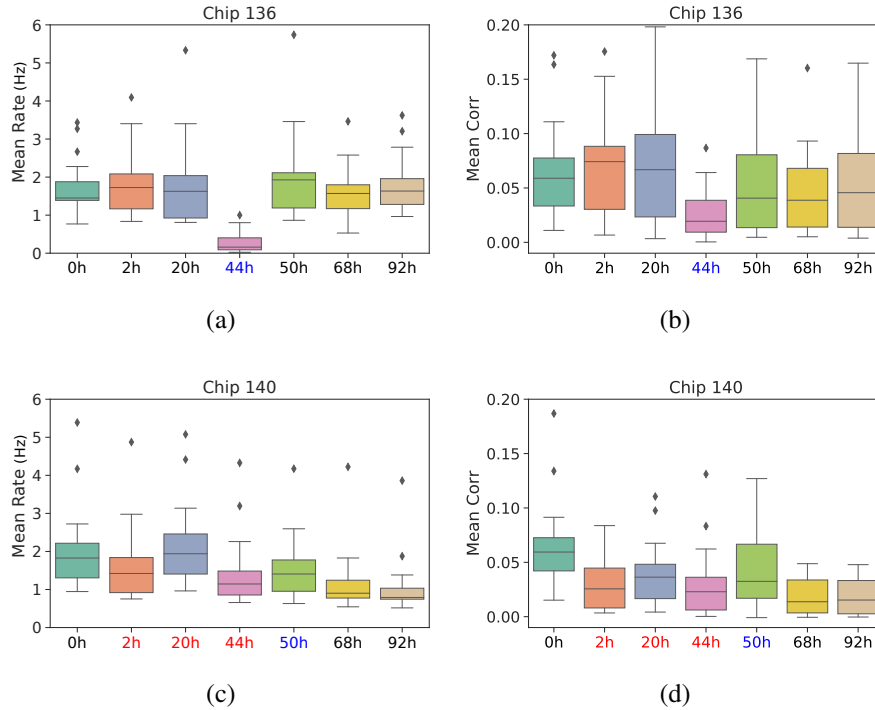 Chip 136
Mean Rate (Hz)
6
5
4
3
2
1
0
0h 2h 20h 44h 50h 68h 92h
(a)
Chip 136
Mean Corr
0.20
0.15
0.10
0.05
0.00
0h 2h 20h 44h 50h 68h 92h
(b)
Chip 140
Mean Rate (Hz)
6
5
4
3
2
1
0
0h 2h 20h 44h 50h 68h 92h
(c)
Chip 140
Mean Corr
0.20
0.15
0.10
0.05
0.00
0h 2h 20h 44h 50h 68h 92h
(d)